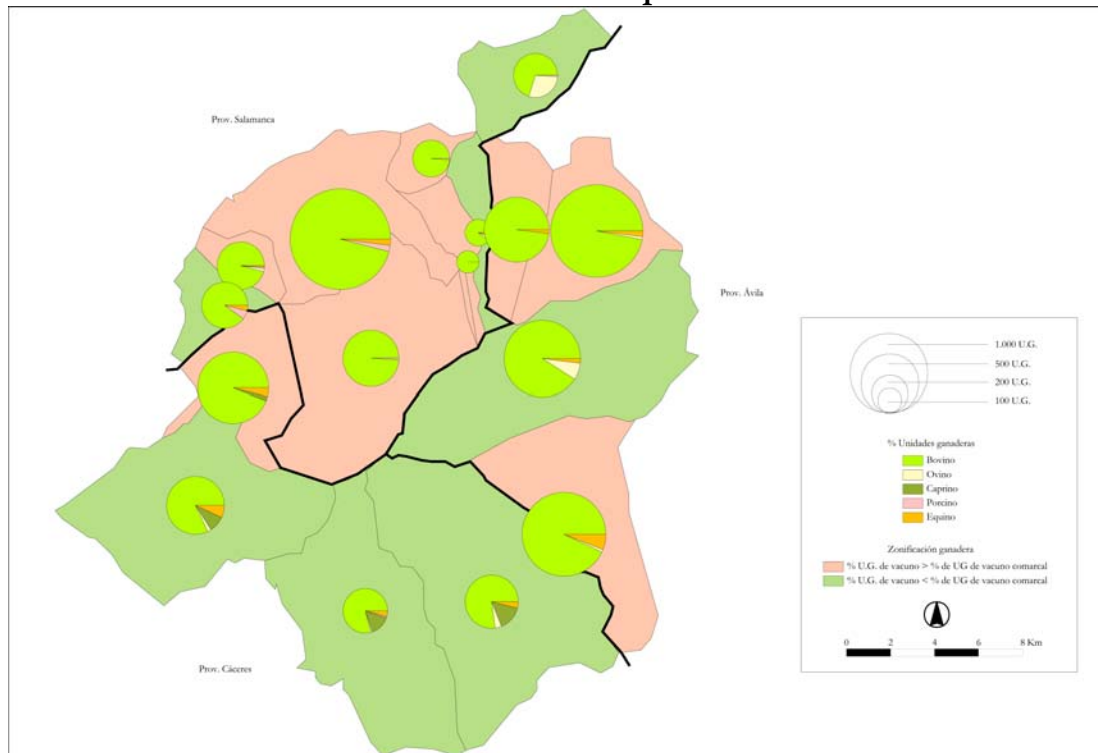 Prov. Salamanca
Prov. Ávila
Prov. Cáceres
1.000 U.G.
500 U.G.
200 U.G.
100 U.G.
% Unidades ganaderas
Bovino
Ovino
Caprino
Porcino
Equino
Zonificación ganadera
% U.G. de vacuno > % de UG de vacuno comarcal
% U.G. de vacuno < % de UG de vacuno comarcal
0 2 4 6 8 Km